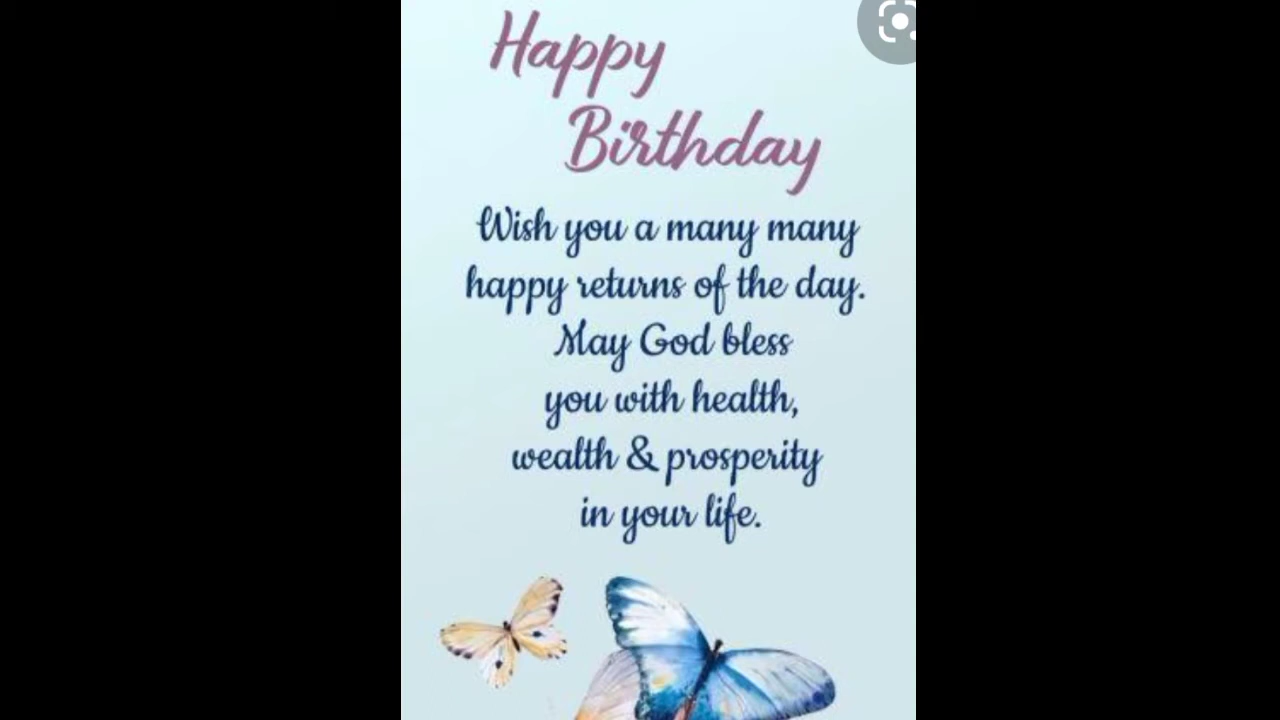 Happy
Birthday
Wish you a many many
happy returns of the day.
May God bless
you with health,
wealth & prosperity
in your life.